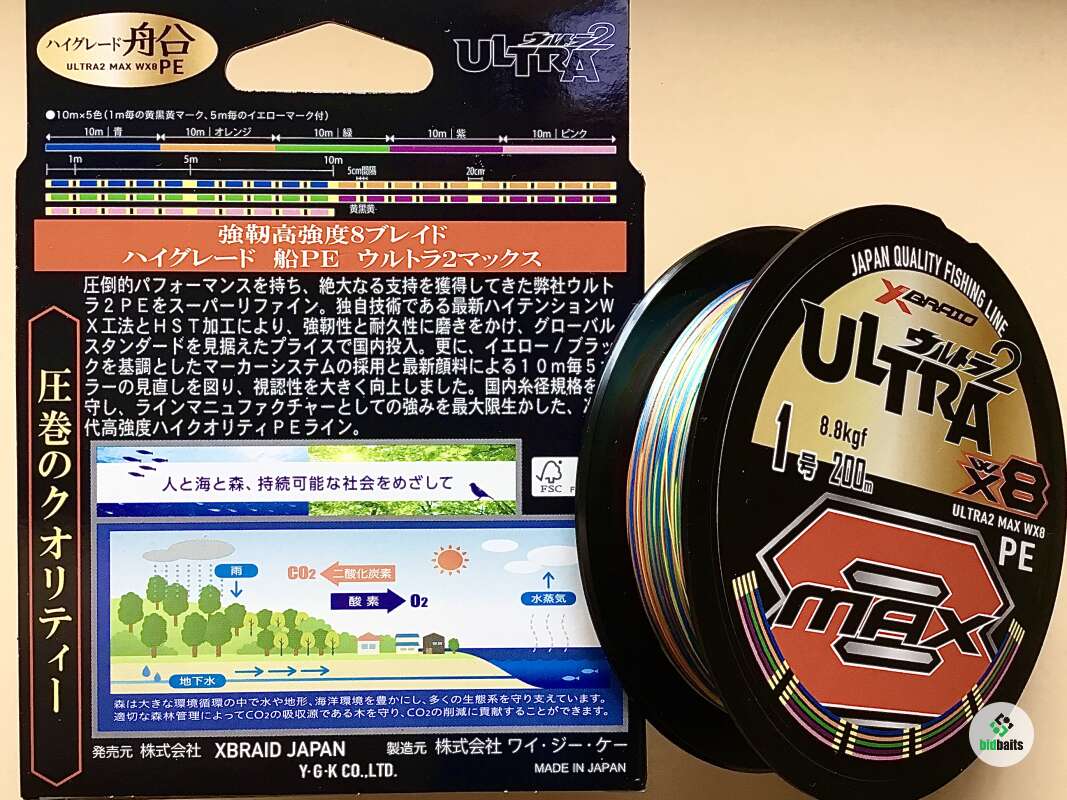 ハイグレード 船
ULTRA2 MAX WX8 PE
ウルトラ2
ULTRA
●10m×5色(1m毎の黄黒黄マーク、5m毎のイエローマーク付)
10m | 青 10m | オレンジ 10m | 緑 10m | 紫 10m | ピンク
1m 5m 10m 5cm間隔 20cm
黄黒黄
強靭高強度8ブレイド
ハイグレード 船PE ウルトラ2マックス
圧倒的パフォーマンスを持ち、絶大なる支持を獲得してきた弊社ウルト
ラ2PEをスーパーリファイン。独自技術である最新ハイテンションW
X工法とHST加工により、強靭性と耐久性に磨きをかけ、グローバル
スタンダードを見据えたプライスで国内投入。更に、イエロー/ブラッ
クを基調としたマーカーシステムの採用と最新顔料による10m毎5
ラーの見直しを図り、視認性を大きく向上しました。国内糸径規格を
守し、ラインマニュファクチャーとしての強みを最大限生かした、
代高強度ハイクオリティPEライン。
圧巻のクオリティー
人と海と森、持続可能な社会をめざして
FSC
雨
CO2 二酸化炭素
酸素 O2
水蒸気
地下水
森は大きな環境循環の中で水や地形、海洋環境を豊かにし、多くの生態系を守り支えています。
適切な森林管理によってCO2の吸収源である木を守り、CO2の削減に貢献することができます。
発売元 株式会社 XBRAID JAPAN 製造元 株式会社 ワイ・ジー・ケー
Y·G·K CO.,LTD. MADE IN JAPAN
JAPAN QUALITY FISHING LINE
X-BRAID
ウルトラ2
ULTRA
WX8
1号 8.8kgf 200m
ULTRA2 MAX WX8
PE
2
MAX
bidbaits